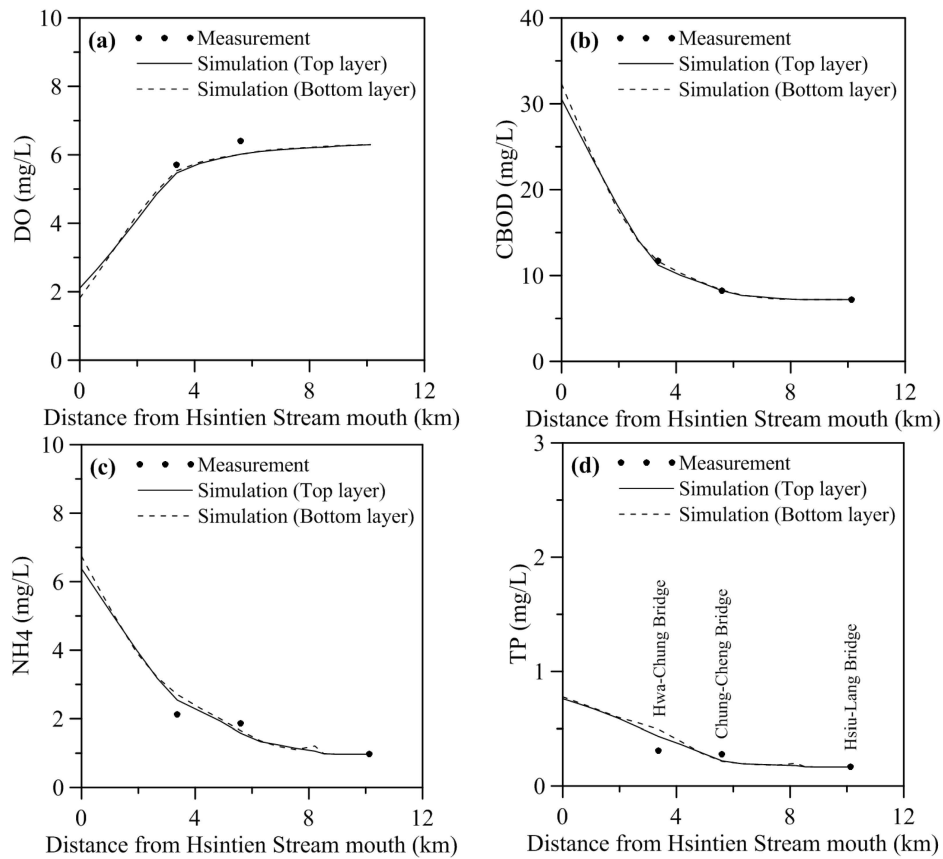 (a)
Measurement
Simulation (Top layer)
Simulation (Bottom layer)
10
8
6
4
2
0
DO (mg/L)
0 4 8 12
Distance from Hsintien Stream mouth (km)
(b)
Measurement
Simulation (Top layer)
Simulation (Bottom layer)
40
30
20
10
0
CBOD (mg/L)
0 4 8 12
Distance from Hsintien Stream mouth (km)
(c)
Measurement
Simulation (Top layer)
Simulation (Bottom layer)
10
8
6
4
2
0
NH4 (mg/L)
0 4 8 12
Distance from Hsintien Stream mouth (km)
(d)
Measurement
Simulation (Top layer)
Simulation (Bottom layer)
3
2
1
0
TP (mg/L)
Hwa-Chung Bridge
Chung-Cheng Bridge
Hsiu-Lang Bridge
0 4 8 12
Distance from Hsintien Stream mouth (km)